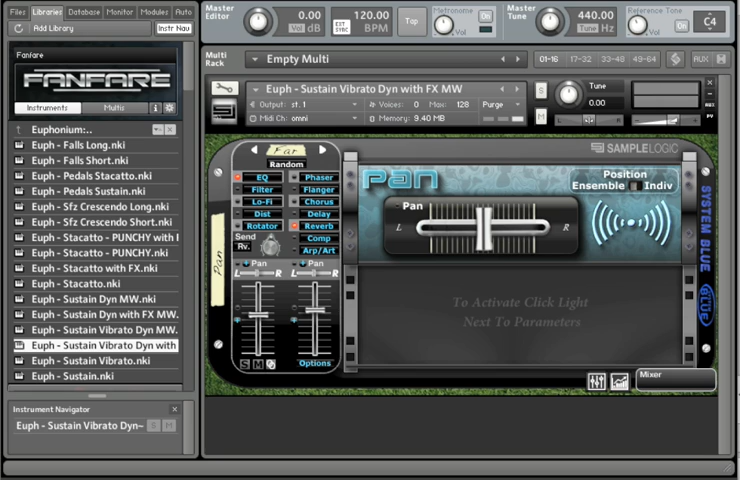 Files Libraries Database Monitor Modules Auto
Add Library Instr Nav
Fanfare
FANFARE
Instruments Multis i
Euphonium:..
Euph - Falls Long.nki
Euph - Falls Short.nki
Euph - Pedals Stacatto.nki
Euph - Pedals Sustain.nki
Euph - Sfz Crescendo Long.nki
Euph - Sfz Crescendo Short.nki
Euph - Stacatto - PUNCHY with I
Euph - Stacatto - PUNCHY.nki
Euph - Stacatto with FX.nki
Euph - Stacatto.nki
Euph - Sustain Dyn MW.nki
Euph - Sustain Dyn with FX MW.
Euph - Sustain Vibrato Dyn MW.
Euph - Sustain Vibrato Dyn with
Euph - Sustain Vibrato.nki
Euph - Sustain.nki
Instrument Navigator
Euph - Sustain Vibrato Dyn~ S M
Master Editor
0.00
Vol dB
EXT SYNC
120.00
BPM
Tap
Metronome
On
Vol
Master Tune
440.00
Tune Hz
Reference Tone
On
C4
Multi Rack
Empty Multi
01-16 17-32 33-48 49-64 AUX
Euph - Sustain Vibrato Dyn with FX MW
Output: st. 1 Voices: 0 Max: 128 Purge
Midi Ch: omni Memory: 9.40 MB
S
M
Tune
0.00
AUX
PV
Far
Random
EQ Phaser
Filter Flanger
Lo-Fi Chorus
Dist Delay
Rotator Reverb
Send Comp
Rv. Arp/Art
Pan Pan
L R L R
S M
Options
Pan
SAMPLELOGIC
Pan
Position
Ensemble Indiv
Pan
L R
To Activate Click Light
Next To Parameters
SYSTEM BLUE
BLUE
Mixer